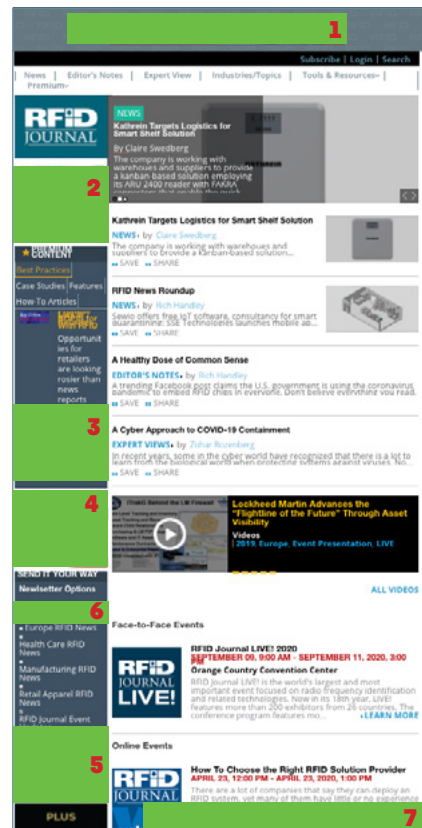 1
Subscribe | Login | Search
| News | Editor's Notes | Expert View | Industries/Topics | Tools & Resources |
Premium
RFID
JOURNAL
NEWS
Kathrein Targets Logistics for
Smart Shelf Solution
By Claire Swedberg
The company is working with
warehouses and suppliers to provide
a kanban-based solution employing
its ARU 2400 reader with FAKRA
connectors that enable the quick
2
Kathrein Targets Logistics for Smart Shelf Solution
NEWS by Claire Swedberg
The company is working with warehouses and
suppliers to provide a Kanban-based solution...
SAVE SHARE
PREMIUM
CONTENT
Best Practices
Case Studies Features
How-To Articles
Opportunit
ies for
retailers
are looking
rosier than
news
reports
RFID News Roundup
NEWS by Rich Handley
Sewio offers free IoT software, consultancy for smart
quarantining; SSE Technologies launches mobile ap...
SAVE SHARE
A Healthy Dose of Common Sense
EDITOR'S NOTES by Rich Handley
A trending Facebook post claims the U.S. government is using the coronavirus
pandemic to embed RFID chips in everyone. Don't believe everything you read.
SAVE SHARE
3
A Cyber Approach to COVID-19 Containment
EXPERT VIEWS by Zohar Rozenberg
In recent years, some in the cyber world have recognized that there is a lot to
learn from the biological world when protecting systems against viruses. No...
SAVE SHARE
4
ITraKG Behind the LM Firewall
Lockheed Martin Advances the
"Flightline of the Future" Through Asset
Visibility
Videos
| 2019, Europe, Event Presentation, LIVE
ALL VIDEOS
SEND IT YOUR WAY
Newsletter Options
6
Europe RFID News
Health Care RFID
News
Manufacturing RFID
News
Retail Apparel RFID
News
RFID Journal Event
Face-to-Face Events
RFID
JOURNAL
LIVE!
RFID Journal LIVE! 2020
SEPTEMBER 09, 9:00 AM - SEPTEMBER 11, 2020, 3:00
PM
Orange Country Convention Center
RFID Journal LIVE! is the world's largest and most
important event focused on radio frequency identification
and related technologies. Now in its 18th year, LIVE!
features more than 200 exhibitors from 26 countries. The
conference program features mo...
LEARN MORE
5
Online Events
RFID
JOURNAL
How To Choose the Right RFID Solution Provider
APRIL 23, 12:00 PM - APRIL 23, 2020, 1:00 PM
There are a lot of companies that say they can deploy an
RFID system, yet many of them have little or no experience
PLUS
7